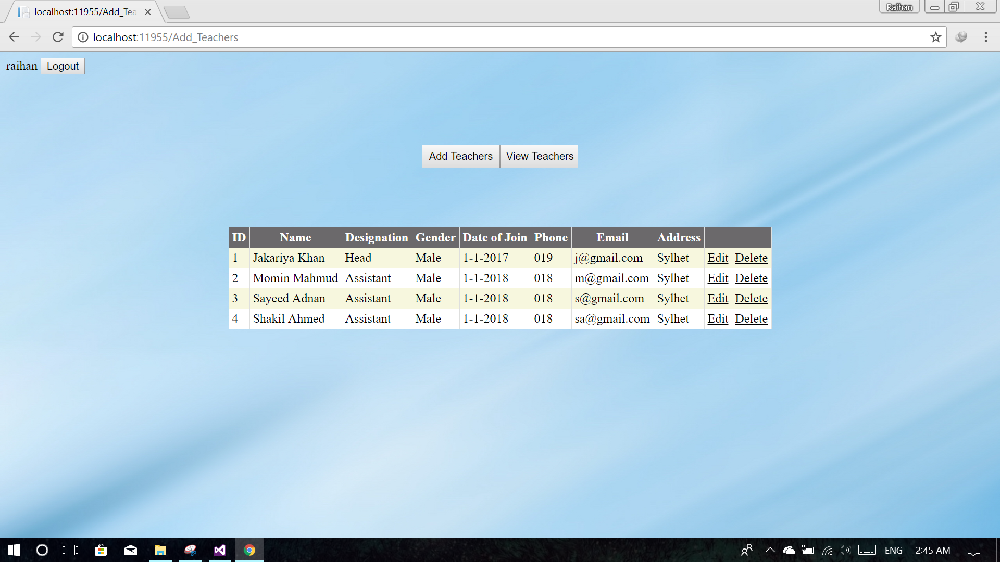 localhost:11955/Add_Tea
Raihan
localhost:11955/Add_Teachers
raihan Logout
Add Teachers View Teachers
ID Name Designation Gender Date of Join Phone Email Address
1 Jakariya Khan Head Male 1-1-2017 019 j@gmail.com Sylhet Edit Delete
2 Momin Mahmud Assistant Male 1-1-2018 018 m@gmail.com Sylhet Edit Delete
3 Sayeed Adnan Assistant Male 1-1-2018 018 s@gmail.com Sylhet Edit Delete
4 Shakil Ahmed Assistant Male 1-1-2018 018 sa@gmail.com Sylhet Edit Delete
ENG 2:45 AM